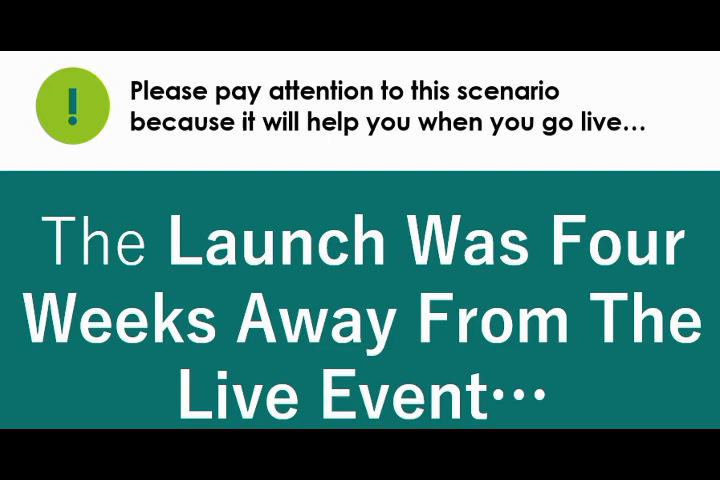 !
Please pay attention to this scenario
because it will help you when you go live...
The Launch Was Four
Weeks Away From The
Live Event...